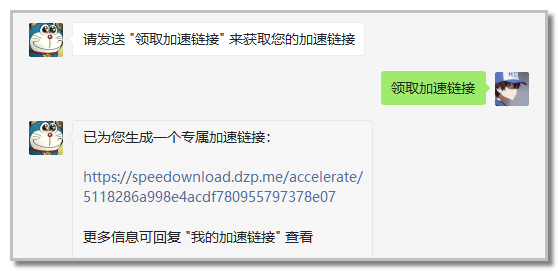 请发送 "领取加速链接" 来获取您的加速链接
领取加速链接
已为您生成一个专属加速链接：
https://speedownload.dzp.me/accelerate/
5118286a998e4acdf780955797378e07
更多信息可回复 "我的加速链接" 查看